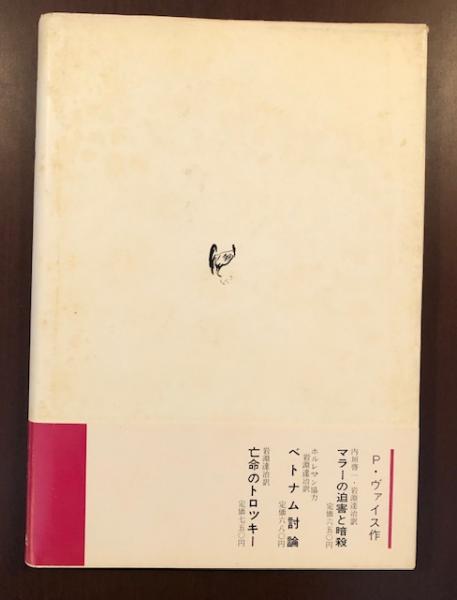 P・ヴァイス作
内垣啓一・岩淵達治訳
マラーの迫害と暗殺
定価六五〇円
ホルレマン協力
岩淵達治訳
ベトナム討論
定価六八〇円
岩淵達治訳
亡命のトロツキー
定価七五〇円